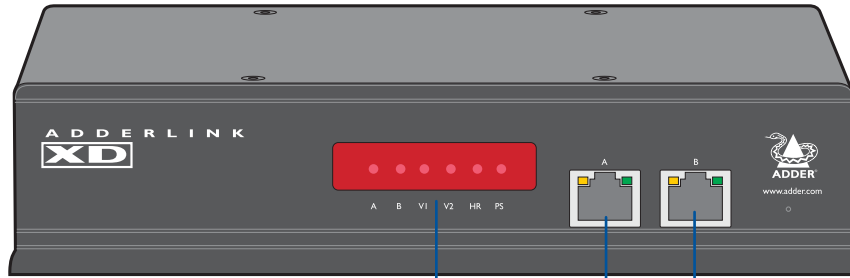 ADDERLINK
XD
A B V1 V2 HR PS
A
B
ADDER®
www.adder.com